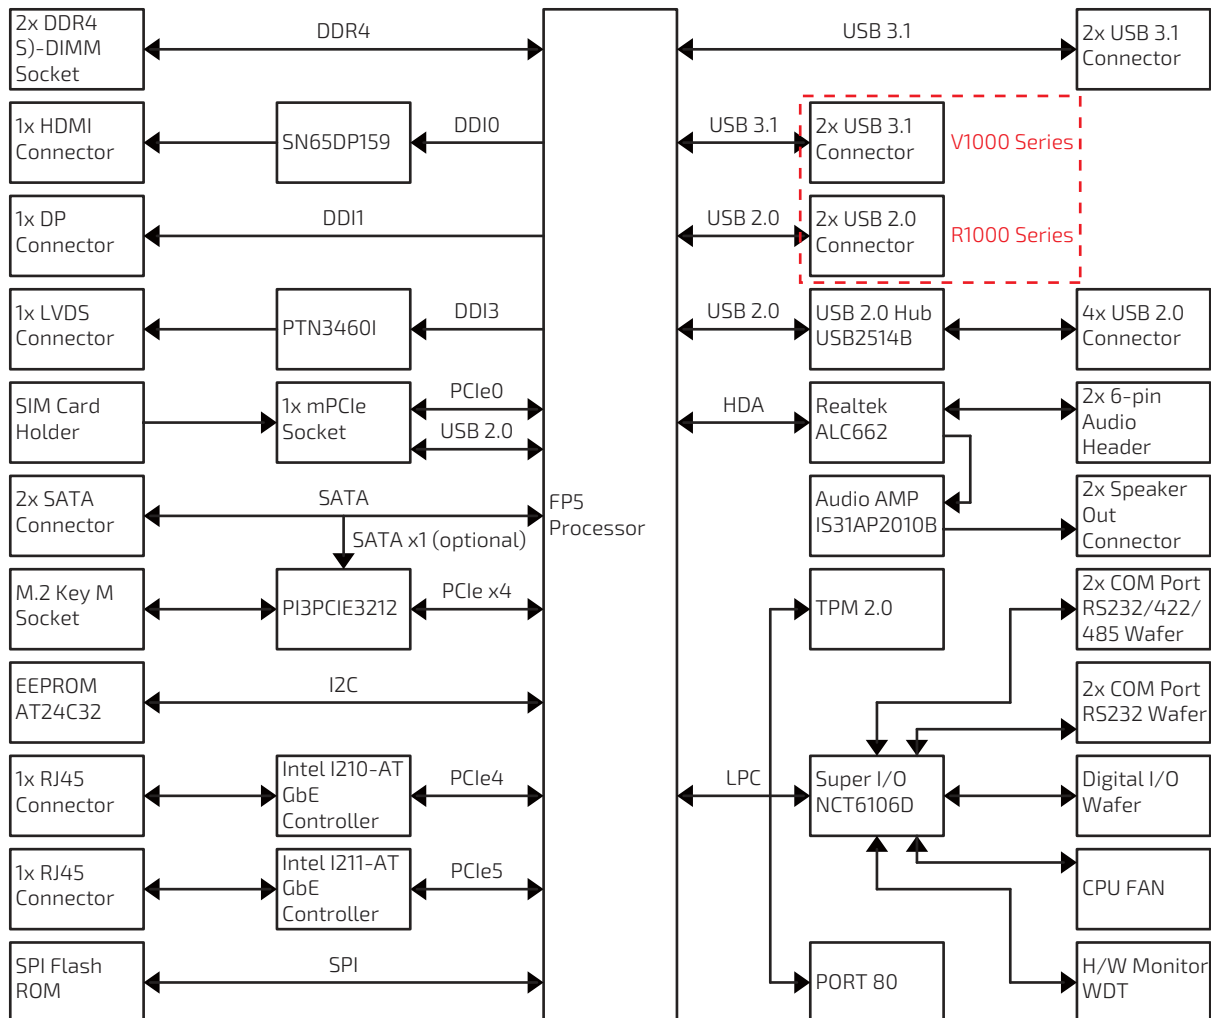 2x DDR4
S)-DIMM
Socket
DDR4
USB 3.1
2x USB 3.1
Connector
1x HDMI
Connector
SN65DP159
DDI0
USB 3.1
2x USB 3.1
Connector
V1000 Series
1x DP
Connector
DDI1
USB 2.0
2x USB 2.0
Connector
R1000 Series
1x LVDS
Connector
PTN3460I
DDI3
USB 2.0
USB 2.0 Hub
USB2514B
4x USB 2.0
Connector
SIM Card
Holder
1x mPCIe
Socket
PCIe0
USB 2.0
HDA
Realtek
ALC662
2x 6-pin
Audio
Header
2x SATA
Connector
SATA
SATA x1 (optional)
FP5
Processor
Audio AMP
IS31AP2010B
2x Speaker
Out
Connector
M.2 Key M
Socket
PI3PCIE3212
PCIe x4
TPM 2.0
2x COM Port
RS232/422/
485 Wafer
EEPROM
AT24C32
I2C
2x COM Port
RS232 Wafer
1x RJ45
Connector
Intel I210-AT
GbE
Controller
PCIe4
LPC
Super I/O
NCT6106D
Digital I/O
Wafer
1x RJ45
Connector
Intel I211-AT
GbE
Controller
PCIe5
CPU FAN
SPI Flash
ROM
SPI
PORT 80
H/W Monitor
WDT